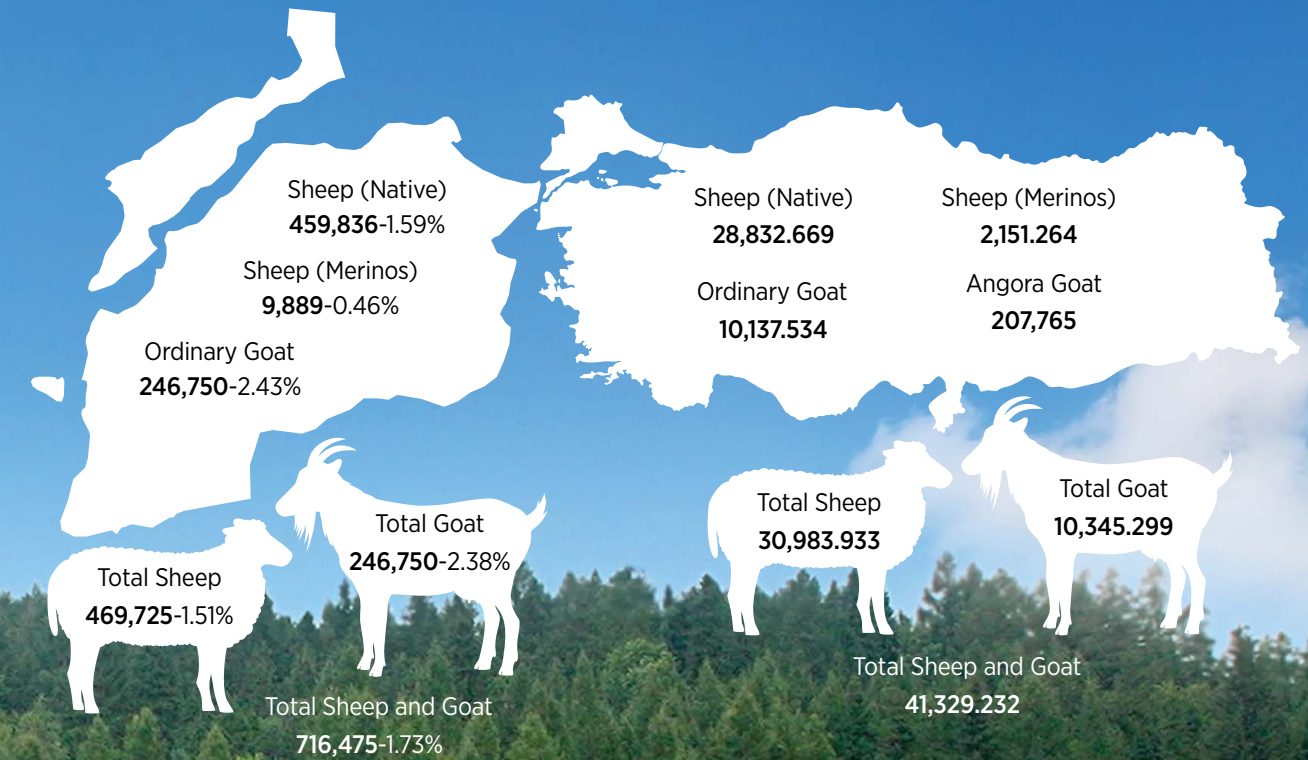 Sheep (Native)
459,836-1.59%
Sheep (Merinos)
9,889-0.46%
Ordinary Goat
246,750-2.43%
Total Goat
246,750-2.38%
Total Sheep
469,725-1.51%
Total Sheep and Goat
716,475-1.73%
Sheep (Native)
28,832.669
Sheep (Merinos)
2,151.264
Ordinary Goat
10,137.534
Angora Goat
207,765
Total Sheep
30,983.933
Total Goat
10,345.299
Total Sheep and Goat
41,329.232